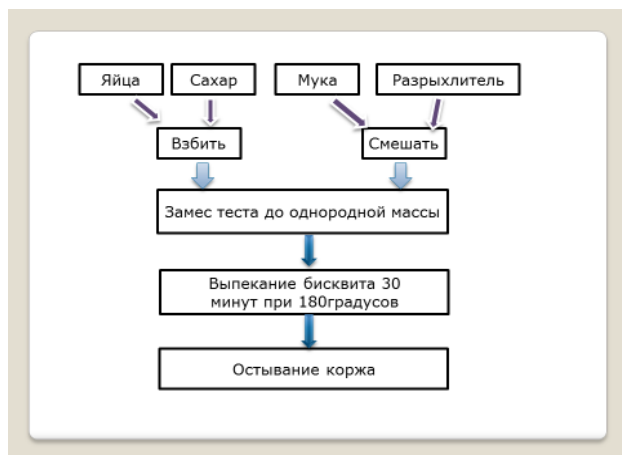 Яйца
Сахар
Мука
Разрыхлитель
Взбить
Смешать
Замес теста до однородной массы
Выпекание бисквита 30
минут при 180градусов
Остывание коржа